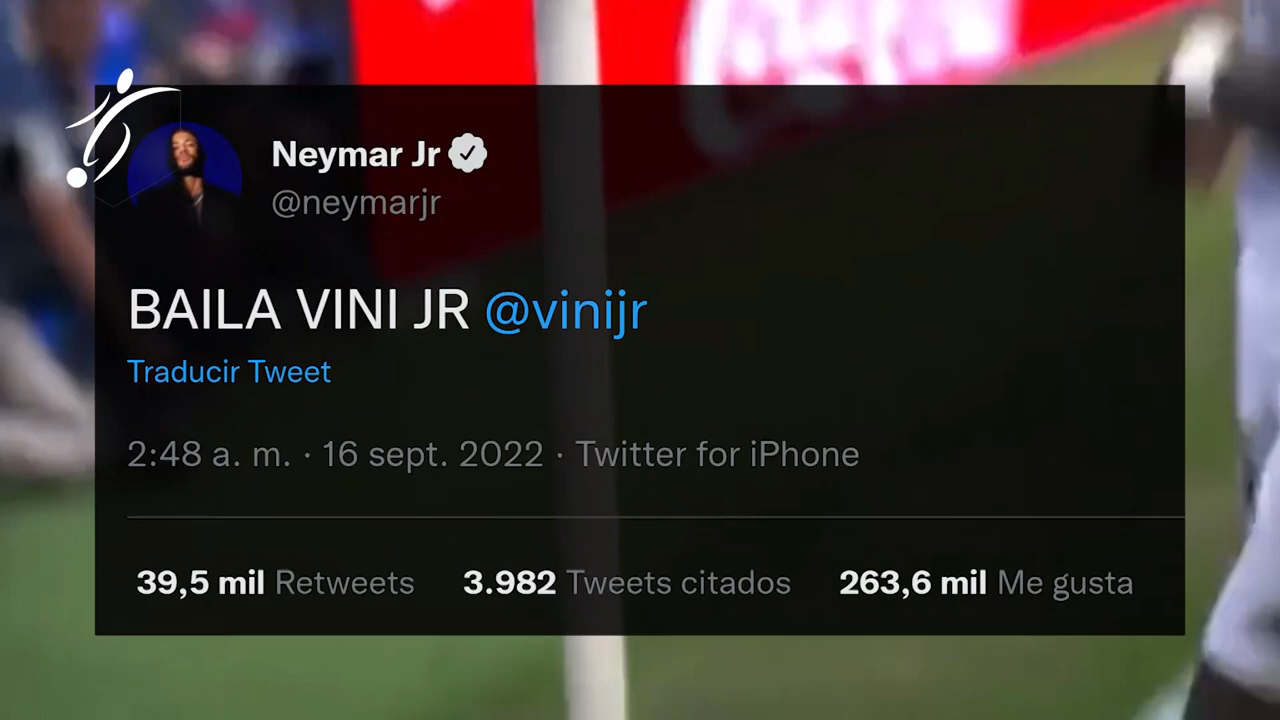 Neymar Jr
@neymarjr
BAILA VINI JR @vinijr
Traducir Tweet
2:48 a. m. · 16 sept. 2022 · Twitter for iPhone
39,5 mil Retweets 3.982 Tweets citados 263,6 mil Me gusta